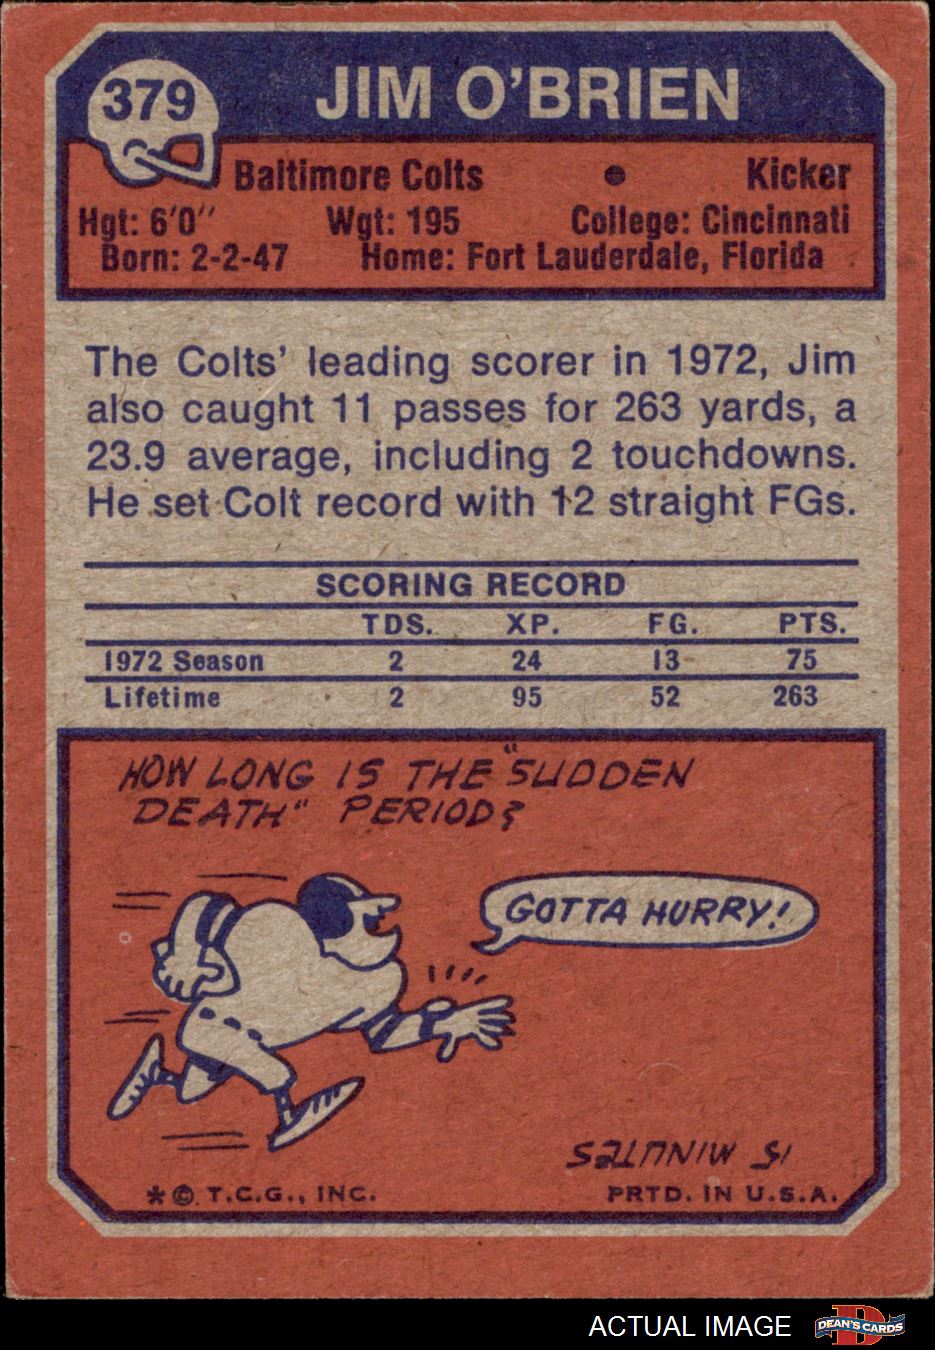 379
JIM O'BRIEN
Baltimore Colts • Kicker
Hgt: 6'0'' Wgt: 195 College: Cincinnati
Born: 2-2-47 Home: Fort Lauderdale, Florida
The Colts' leading scorer in 1972, Jim
also caught 11 passes for 263 yards, a
23.9 average, including 2 touchdowns.
He set Colt record with 12 straight FGs.
SCORING RECORD
TDS. XP. FG. PTS.
1972 Season 2 24 13 75
Lifetime 2 95 52 263
HOW LONG IS THE "SUDDEN
DEATH" PERIOD?
GOTTA HURRY!
15 MINUTES
*© T.C.G., INC. PRTD. IN U.S.A.
ACTUAL IMAGE
D
DEAN'S CARDS